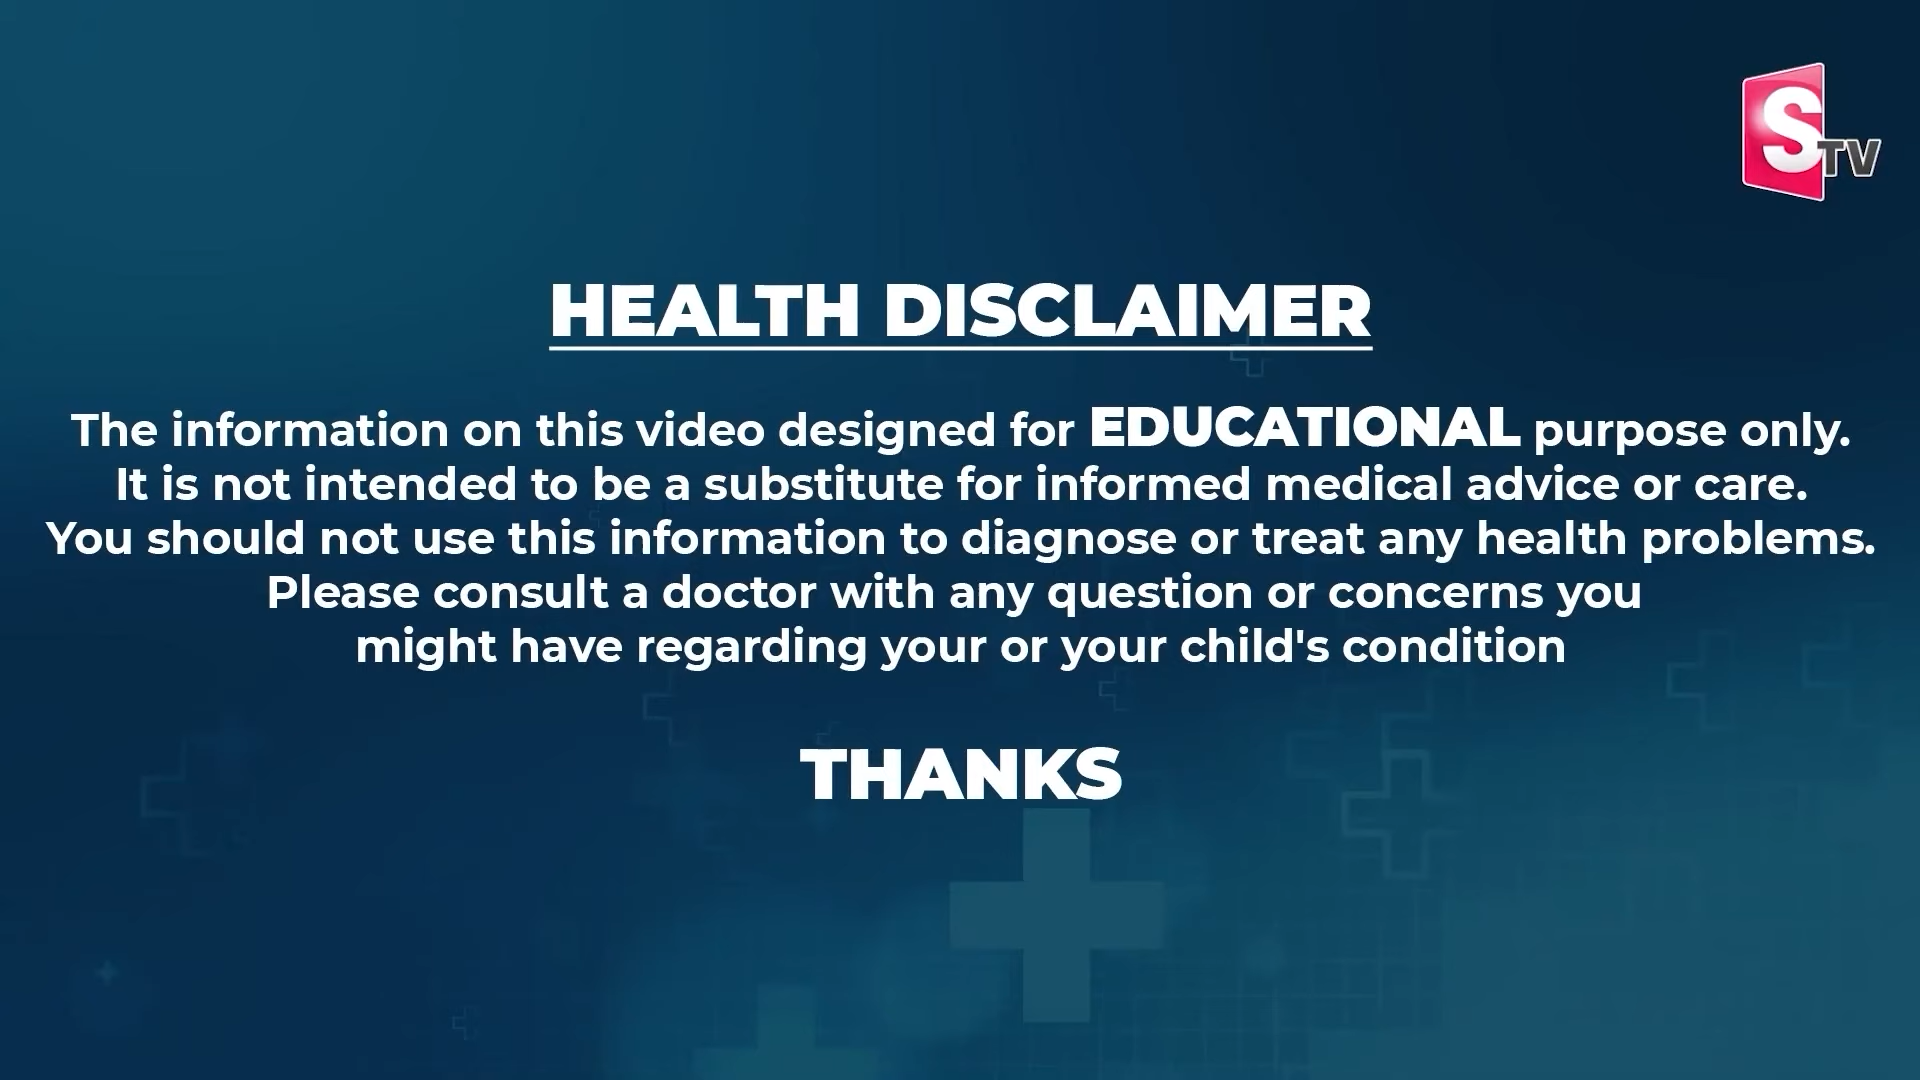 STV
HEALTH DISCLAIMER
The information on this video designed for EDUCATIONAL purpose only.
It is not intended to be a substitute for informed medical advice or care.
You should not use this information to diagnose or treat any health problems.
Please consult a doctor with any question or concerns you
might have regarding your or your child's condition
THANKS